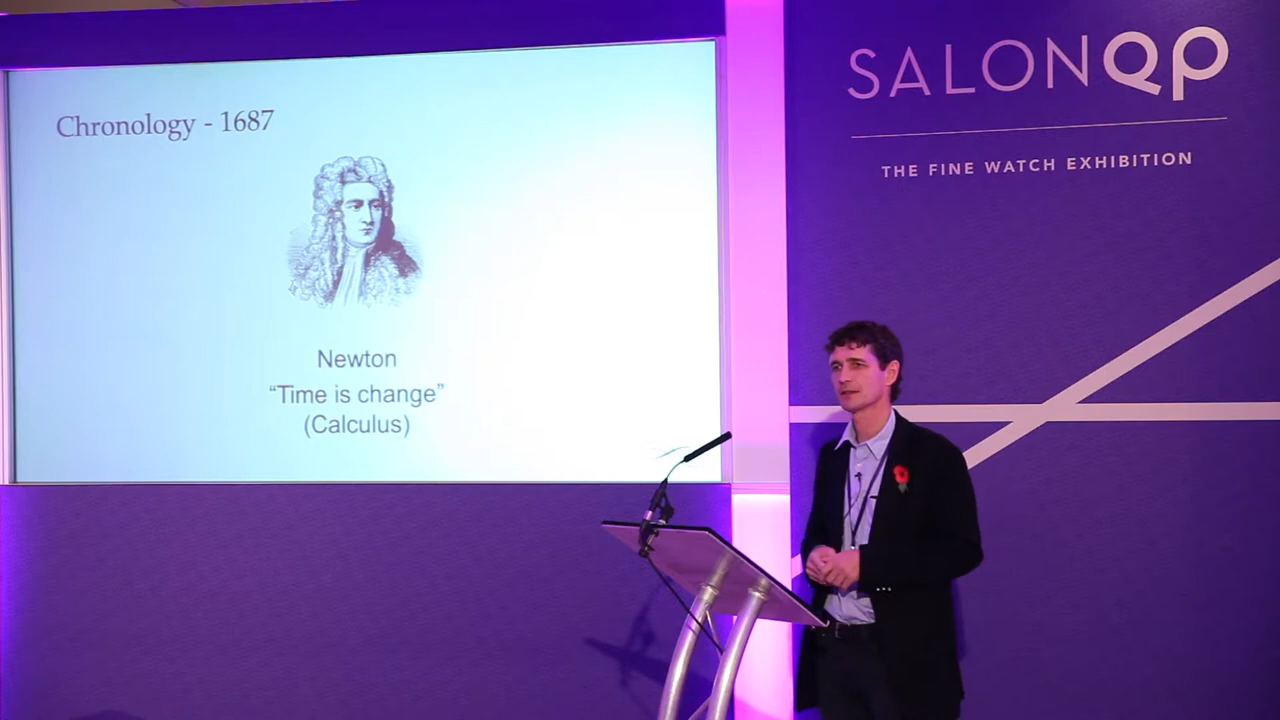 Chronology - 1687
Newton
“Time is change”
(Calculus)
SALONQP
THE FINE WATCH EXHIBITION